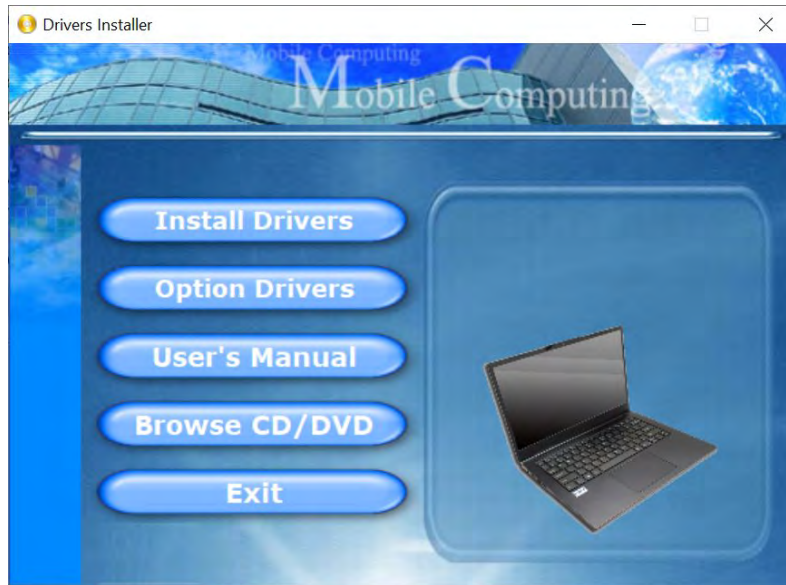 Drivers Installer
Mobile Computing
Mobile Computing
Install Drivers
Option Drivers
User's Manual
Browse CD/DVD
Exit